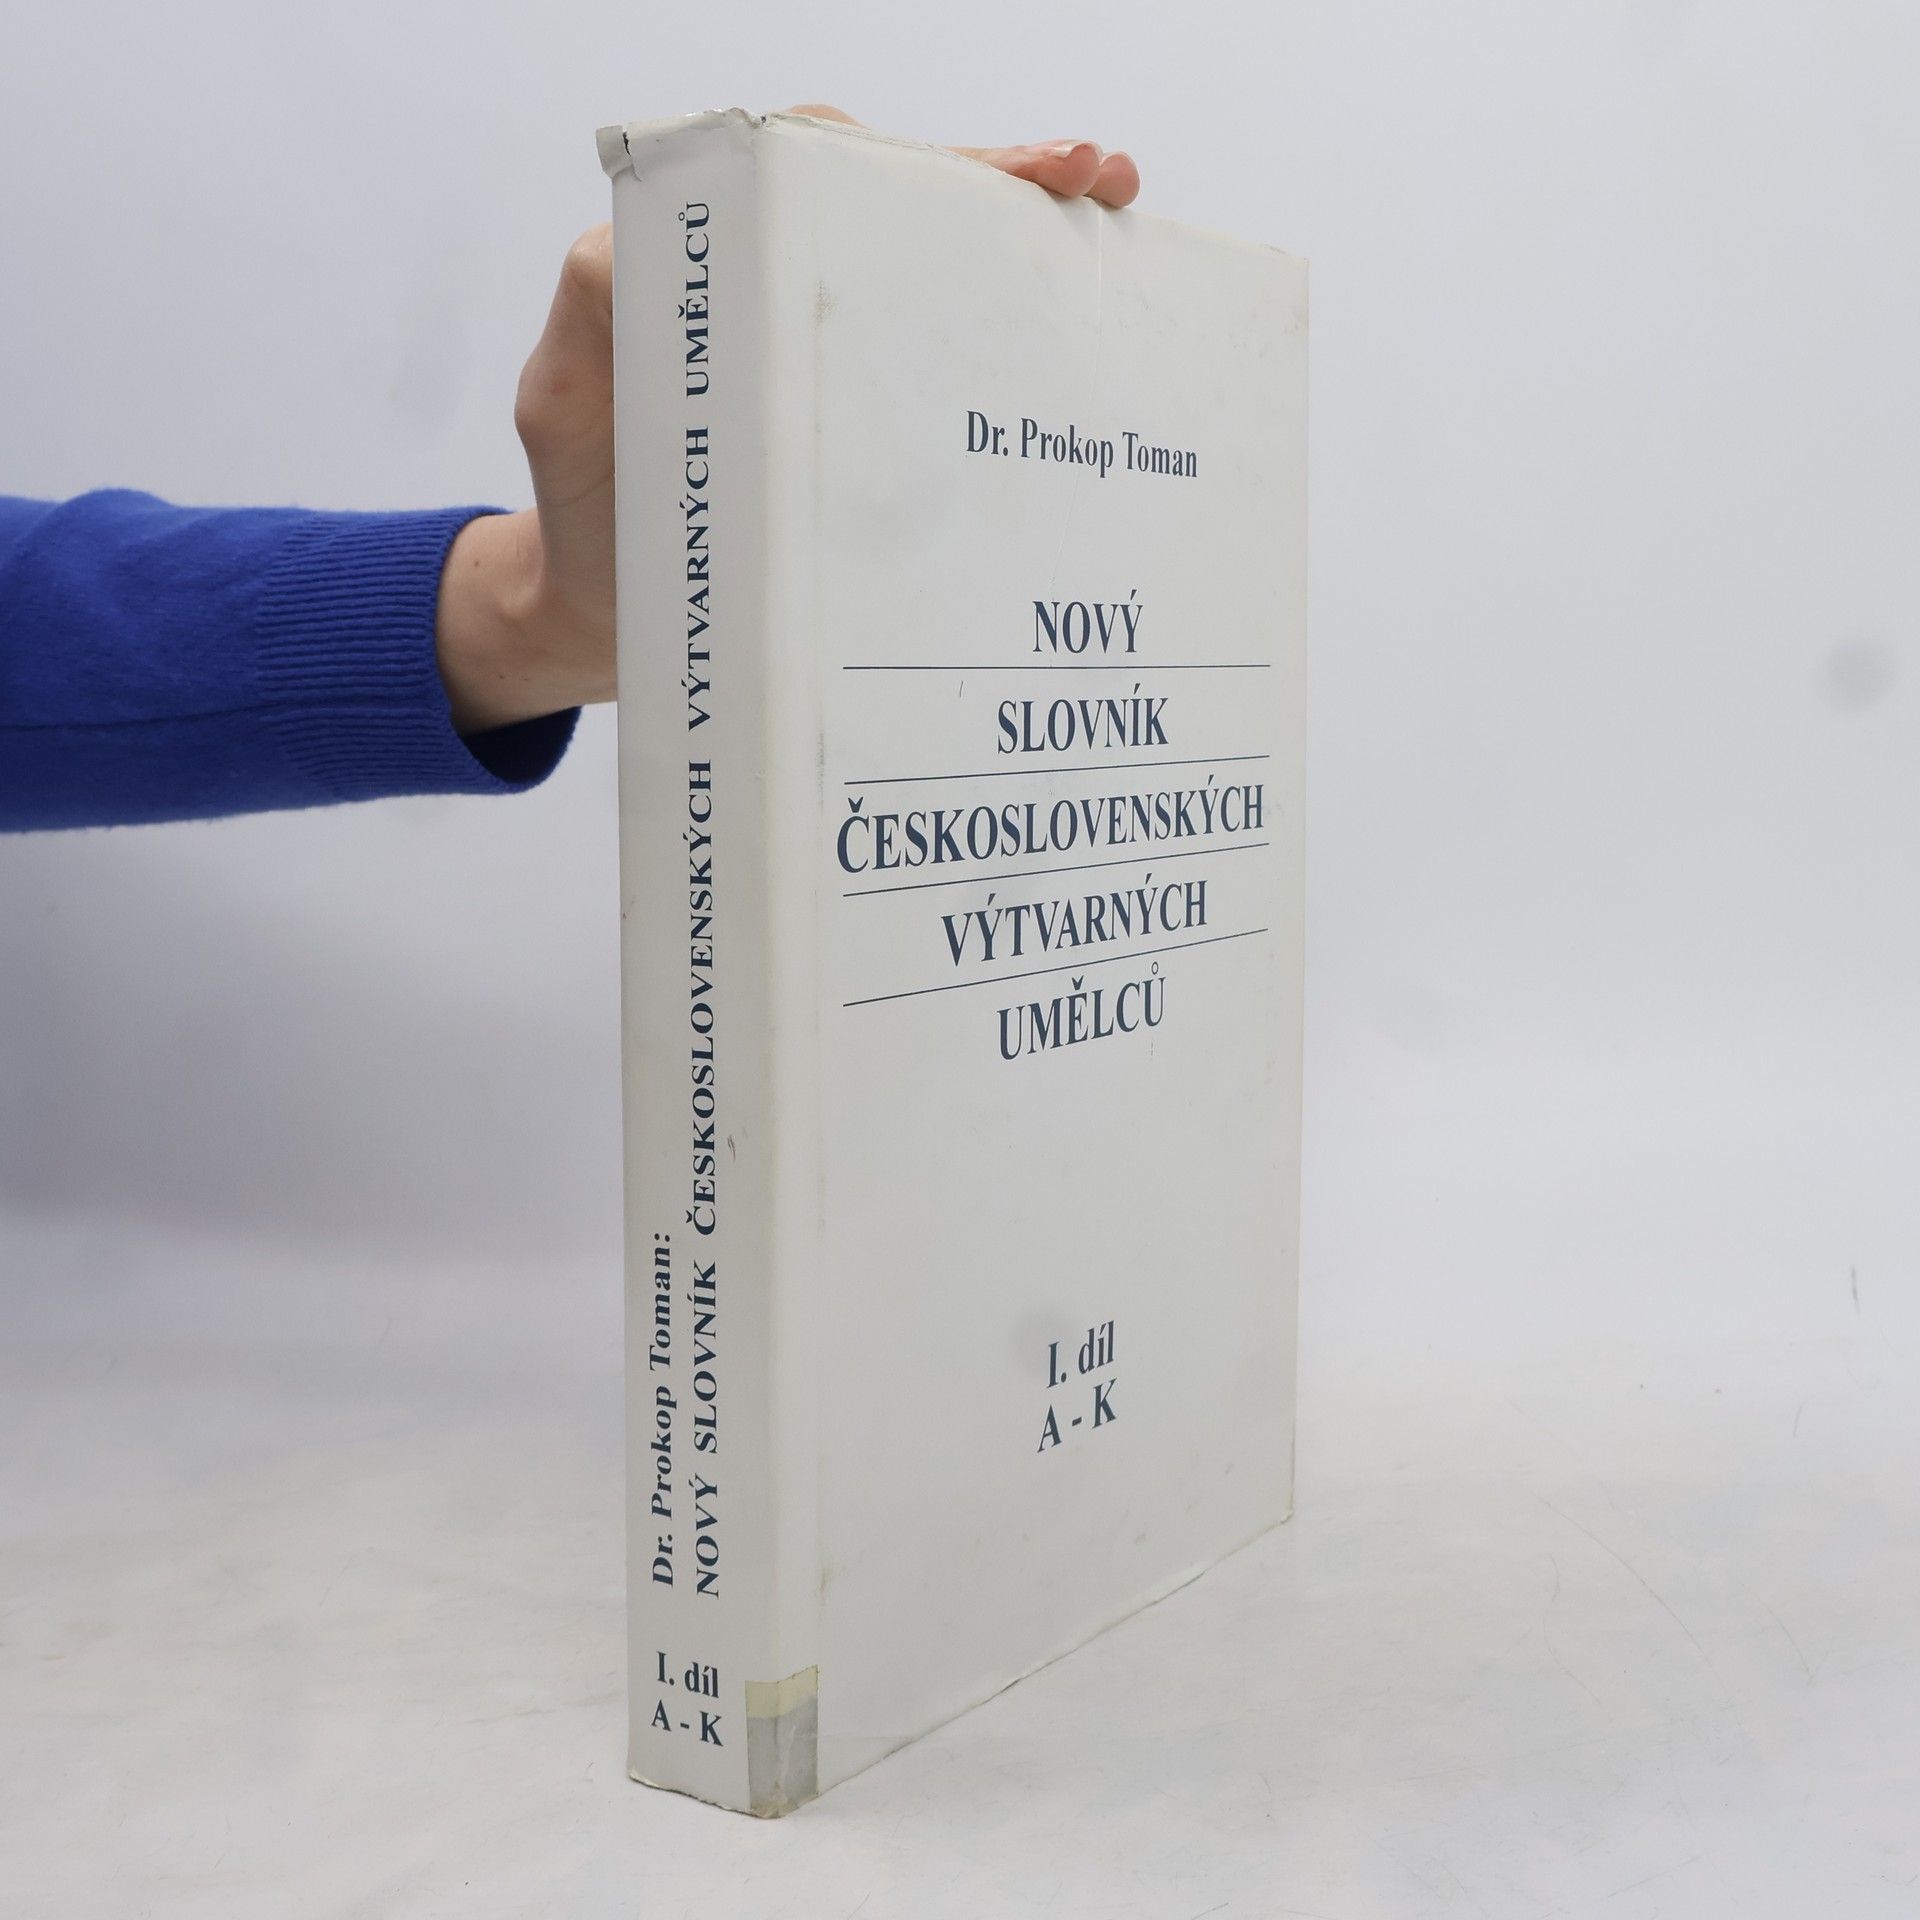 Dr. Prokop Toman:
NOVÝ SLOVNÍK ČESKOSLOVENSKÝCH VÝTVARNÝCH UMĚLCŮ
I. díl
A - K
Dr. Prokop Toman
NOVÝ
SLOVNÍK
ČESKOSLOVENSKÝCH
VÝTVARNÝCH
UMĚLCŮ
I. díl
A - K